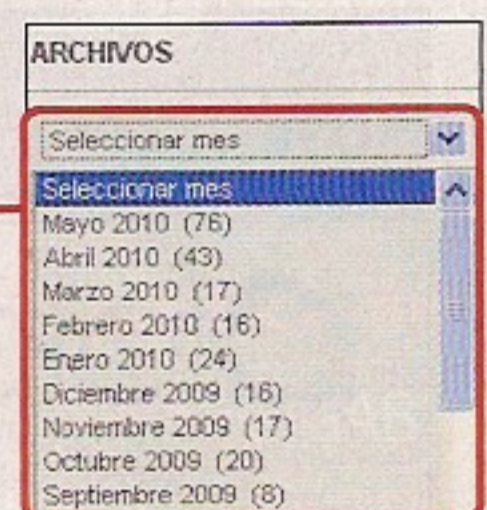 ARCHIVOS
Seleccionar mes
Seleccionar mes
Mayo 2010 (76)
Abril 2010 (43)
Marzo 2010 (17)
Febrero 2010 (16)
Enero 2010 (24)
Diciembre 2009 (16)
Noviembre 2009 (17)
Octubre 2009 (20)
Septiembre 2009 (8)